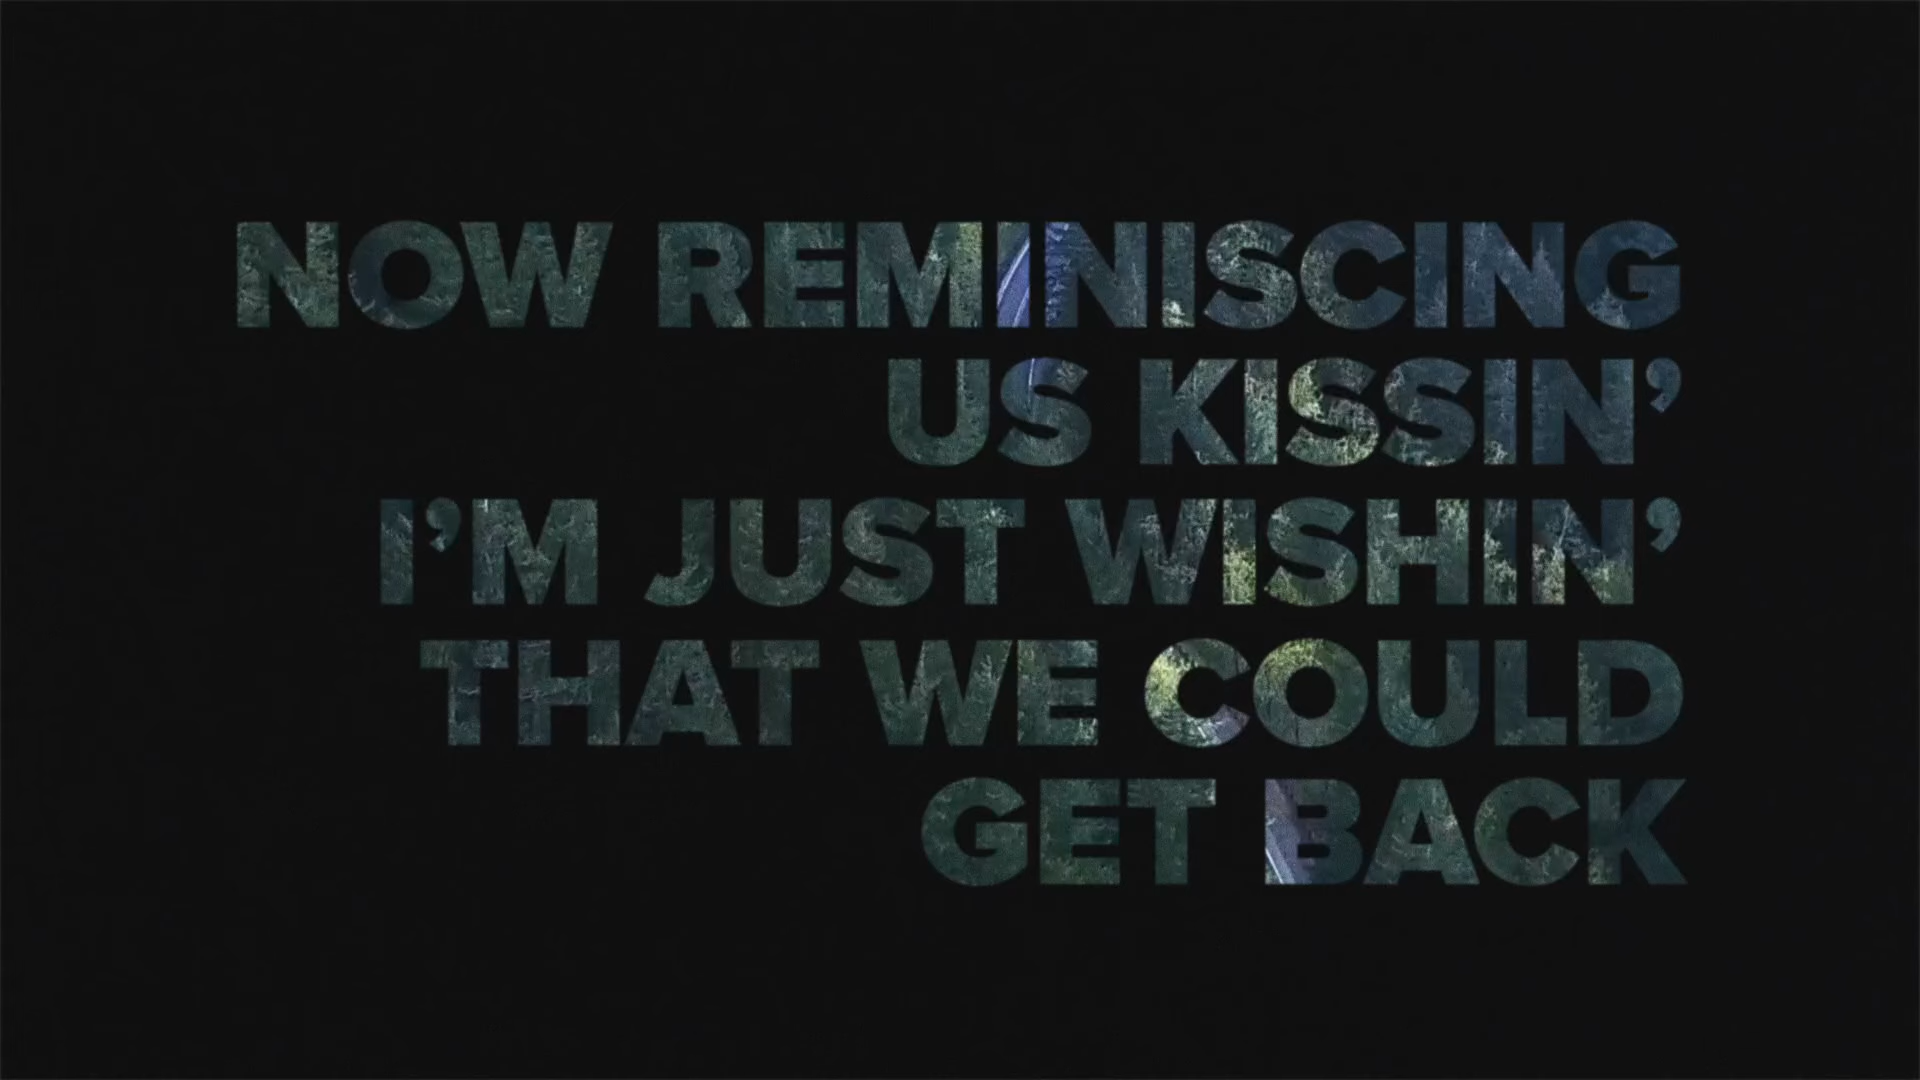 NOW REMINISCING
US KISSIN’
I’M JUST WISHIN’
THAT WE COULD
GET BACK